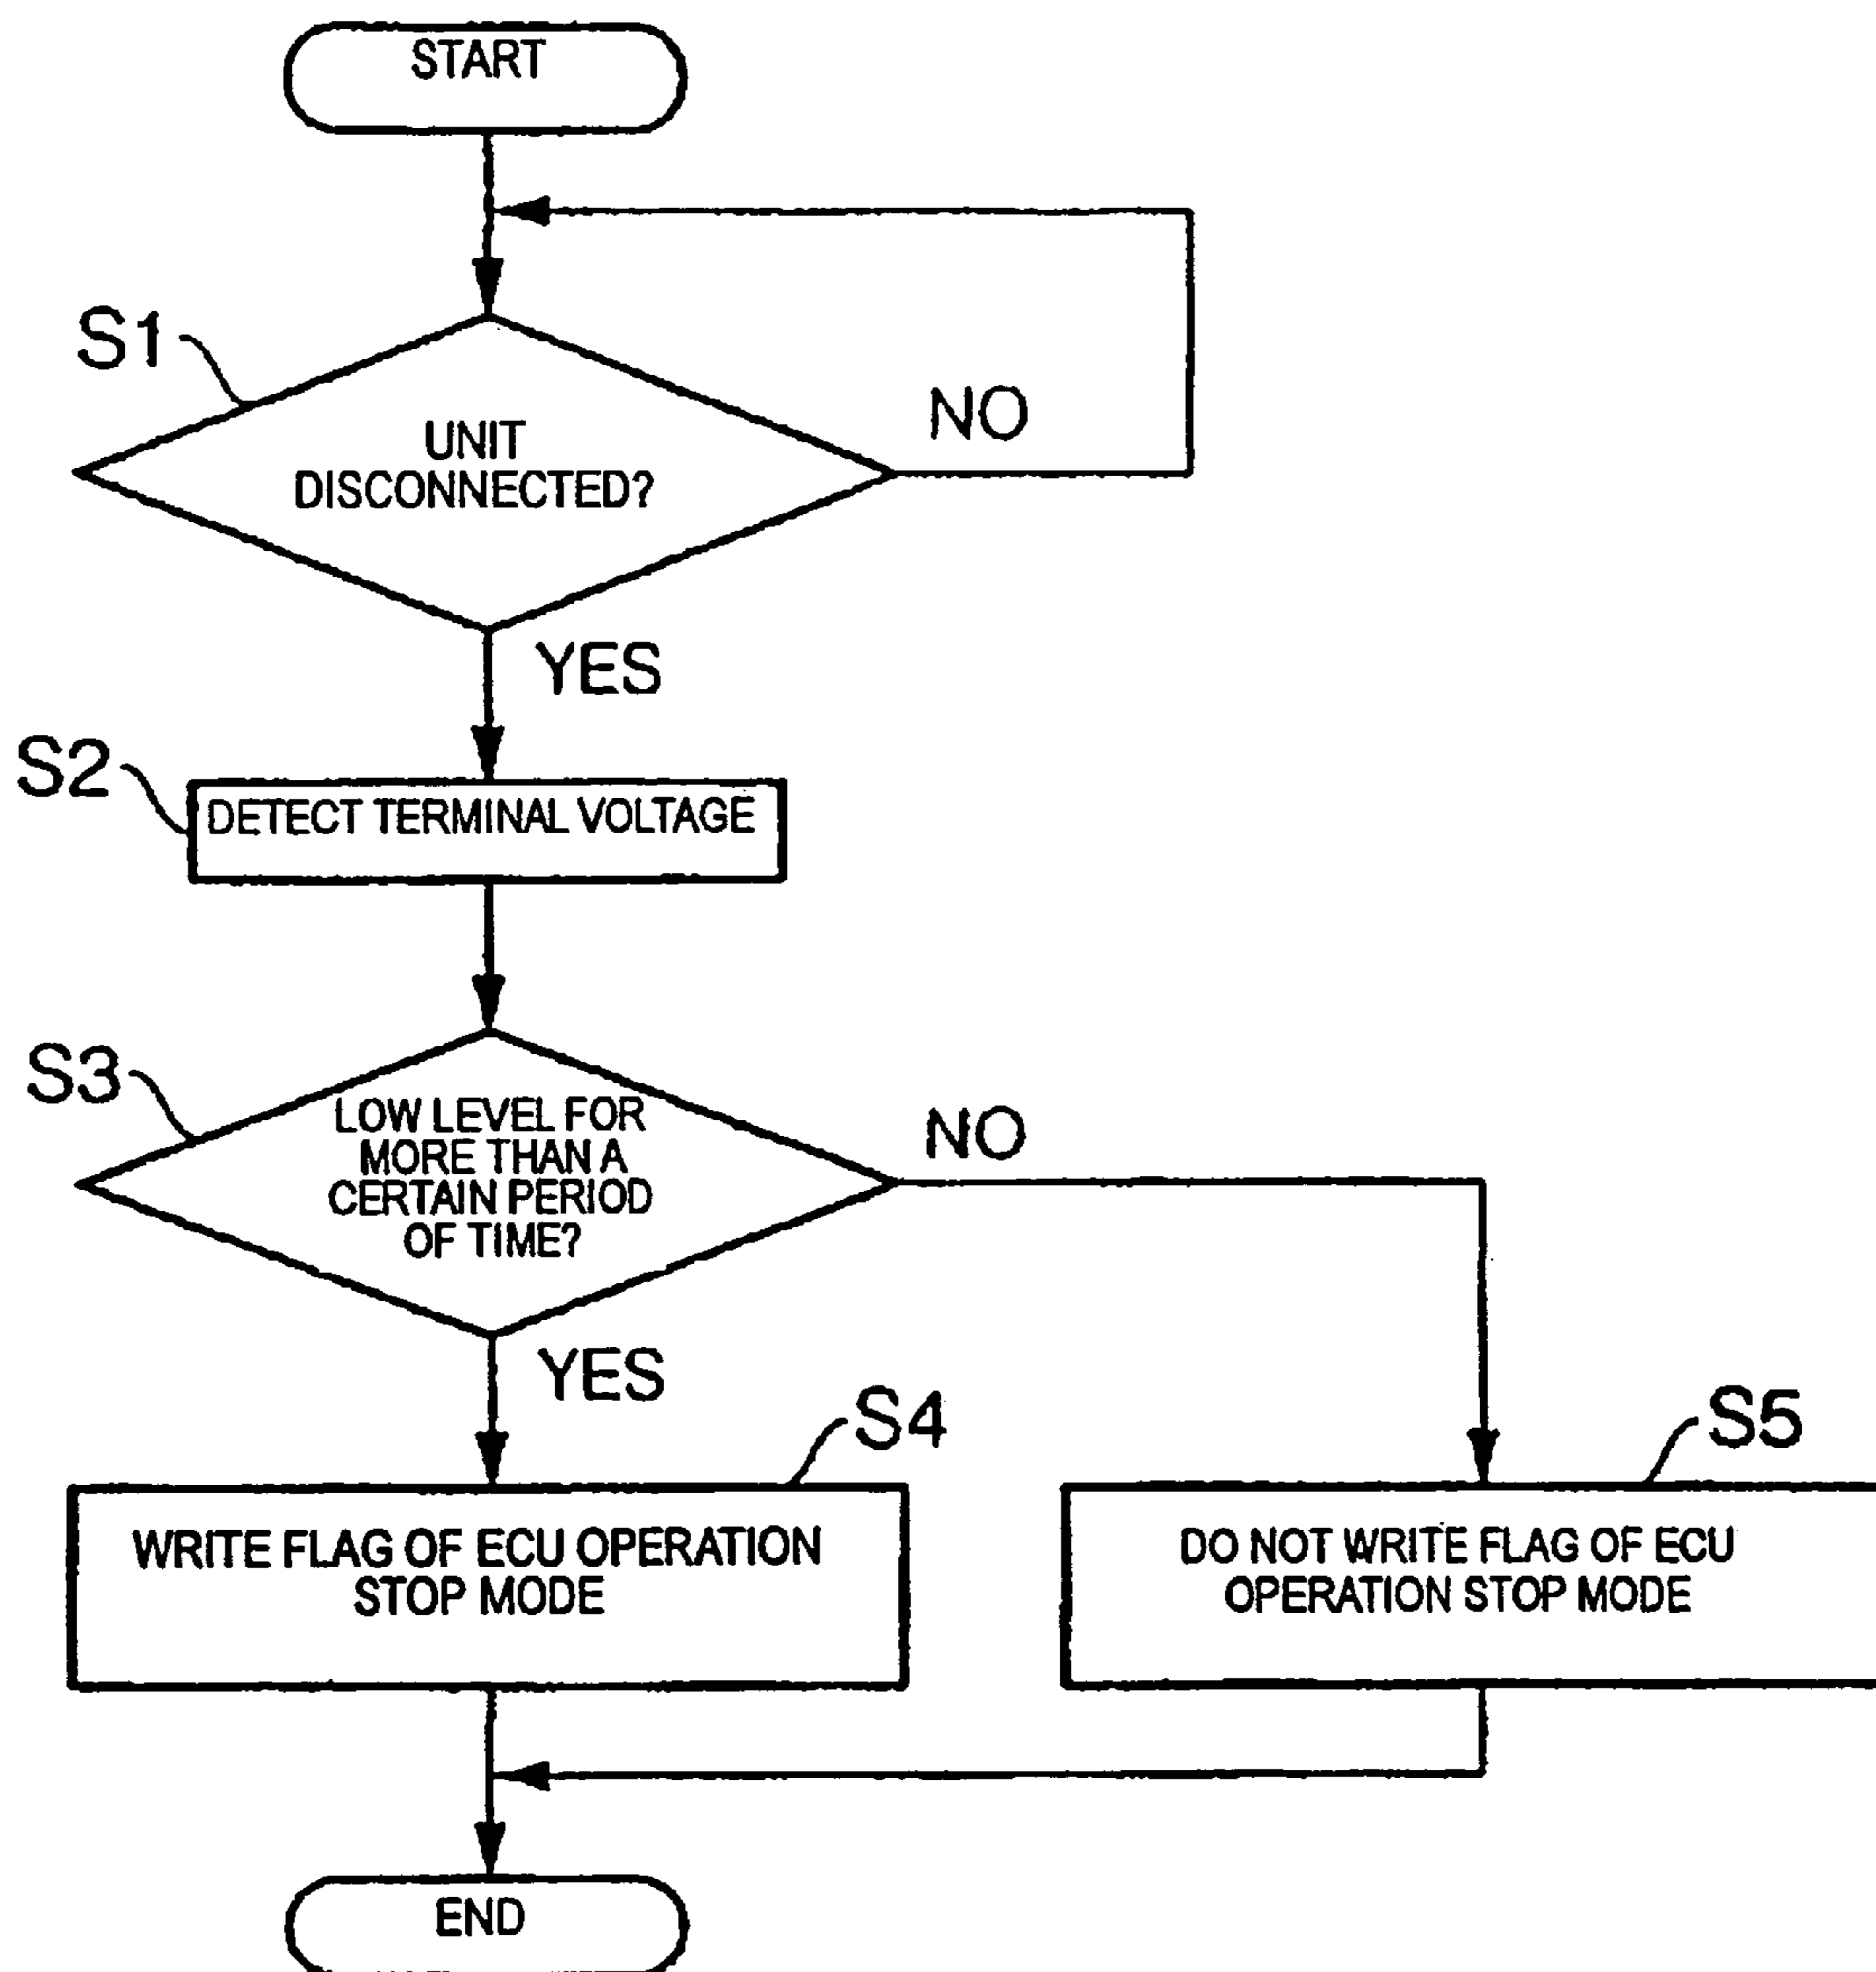 START
S1
UNIT
DISCONNECTED?
NO
YES
S2
DETECT TERMINAL VOLTAGE
S3
LOW LEVEL FOR
MORE THAN A
CERTAIN PERIOD
OF TIME?
NO
YES
S4
WRITE FLAG OF ECU OPERATION
STOP MODE
S5
DO NOT WRITE FLAG OF ECU
OPERATION STOP MODE
END